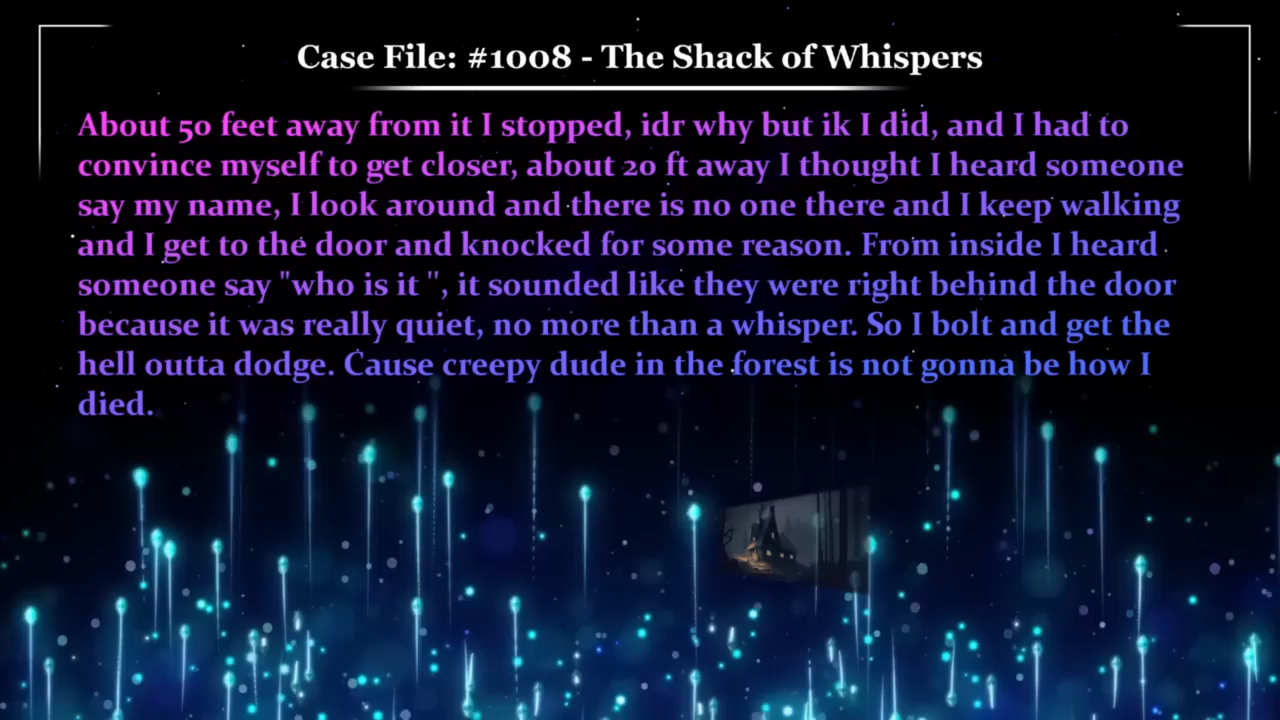 Case File: #1008 - The Shack of Whispers
About 50 feet away from it I stopped, idr why but ik I did, and I had to
convince myself to get closer, about 20 ft away I thought I heard someone
say my name, I look around and there is no one there and I keep walking
and I get to the door and knocked for some reason. From inside I heard
someone say "who is it ", it sounded like they were right behind the door
because it was really quiet, no more than a whisper. So I bolt and get the
hell outta dodge. Cause creepy dude in the forest is not gonna be how I
died.